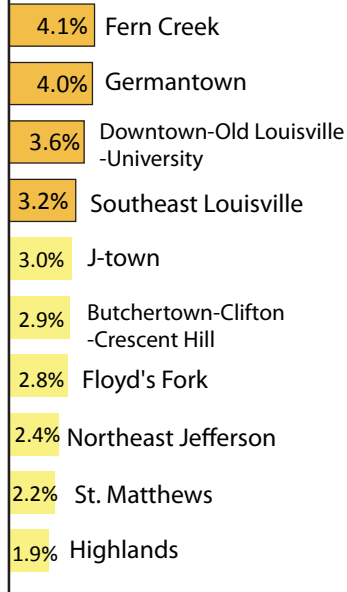 4.1% Fern Creek
4.0% Germantown
3.6% Downtown-Old Louisville
-University
3.2% Southeast Louisville
3.0% J-town
2.9% Butchertown-Clifton
-Crescent Hill
2.8% Floyd's Fork
2.4% Northeast Jefferson
2.2% St. Matthews
1.9% Highlands